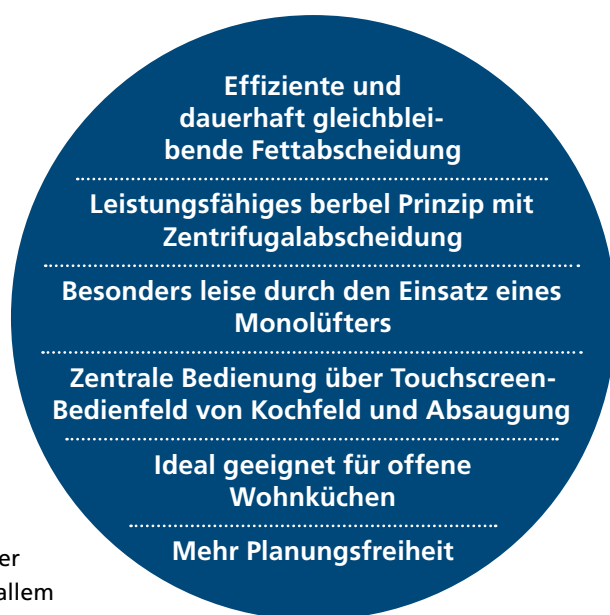 Effiziente und
dauerhaft gleichblei-
bende Fettabscheidung
Leistungsfähiges berbel Prinzip mit
Zentrifugalabscheidung
Besonders leise durch den Einsatz eines
Monolüfters
Zentrale Bedienung über Touchscreen-
Bedienfeld von Kochfeld und Absaugung
Ideal geeignet für offene
Wohnküchen
Mehr Planungsfreiheit
er
allem